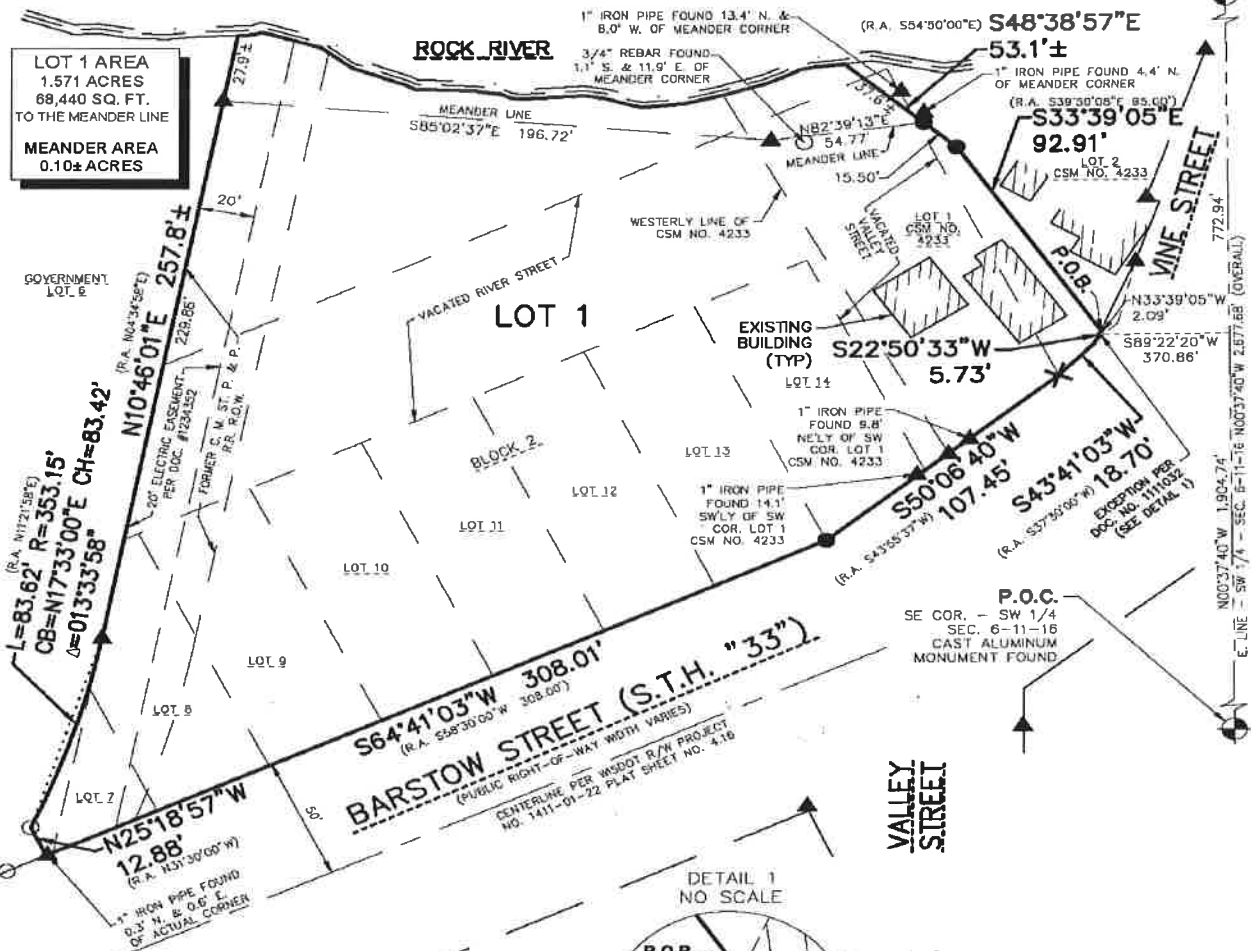 LOT 1 AREA
1.571 ACRES
68,440 SQ. FT.
TO THE MEANDER LINE
MEANDER AREA
0.10± ACRES
ROCK RIVER
1" IRON PIPE FOUND 13.4' N. &
8.0' W. OF MEANDER CORNER
3/4" REBAR FOUND
1.1' S. & 11.9' E. OF
MEANDER CORNER
(R.A. S54°50'00"E) S48°38'57"E
53.1'±
1" IRON PIPE FOUND 4.4' N.
OF MEANDER CORNER
(R.A. S39°50'08"E 95.00')
S33°39'05"E
92.91'
LOT 2
CSM NO. 4233
VINE STREET
27.9'±
MEANDER LINE
S85°02'37"E 196.72'
37.6'±
N82°39'13"E
54.77'
MEANDER LINE
15.50'
20'
WESTERLY LINE OF
CSM NO. 4233
VACATED
VALLEY
STREET
LOT 1
CSM NO.
4233
P.O.B.
772.94'
GOVERNMENT
LOT 6
VACATED RIVER STREET
LOT 1
(R.A. N04°34'58"E)
N10°46'01"E 257.8'±
229.86'
20' ELECTRIC EASEMENT
PER DOC. #1234352
FORMER C. M. ST. P. & P.
R.R. R.O.W.
EXISTING
BUILDING
(TYP)
S22°50'33"W
5.73'
N33°39'05"W
2.09'
S89°22'20"W
370.86'
LOT 14
1" IRON PIPE
FOUND 9.8'
NE'LY OF SW
COR. LOT 1
CSM NO. 4233
BLOCK 2
LOT 13
LOT 12
LOT 11
LOT 10
LOT 9
LOT 8
LOT 7
1" IRON PIPE
FOUND 14.1'
SW'LY OF SW
COR. LOT 1
CSM NO. 4233
S50°06'40"W
107.45'
(R.A. S43°55'37"W)
S43°41'03"W
18.70'
(R.A. S37°30'00"W)
EXCEPTION PER
DOC. NO. 1111032
(SEE DETAIL 1)
N00°37'40"W 1,904.74'
E. LINE - SW 1/4 - SEC. 6-11-16 N00°37'40"W 2,677.68' (OVERALL)
(R.A. N11°21'58"E)
L=83.62' R=353.15'
CB=N17°33'00"E CH=83.42'
Δ=013°33'58"
P.O.C.
SE COR. - SW 1/4
SEC. 6-11-16
CAST ALUMINUM
MONUMENT FOUND
S64°41'03"W 308.01'
(R.A. S58°30'00"W 308.00')
BARSTOW STREET (S.T.H. "33")
(PUBLIC RIGHT-OF-WAY WIDTH VARIES)
CENTERLINE PER WISDOT R/W PROJECT
NO. 1411-01-22 PLAT SHEET NO. 4.16
50'
VALLEY
STREET
N25°18'57"W
12.88'
(R.A. N31°30'00"W)
1" IRON PIPE FOUND
0.3' N. & 0.6' E.
OF ACTUAL CORNER
DETAIL 1
NO SCALE
P.O.B.